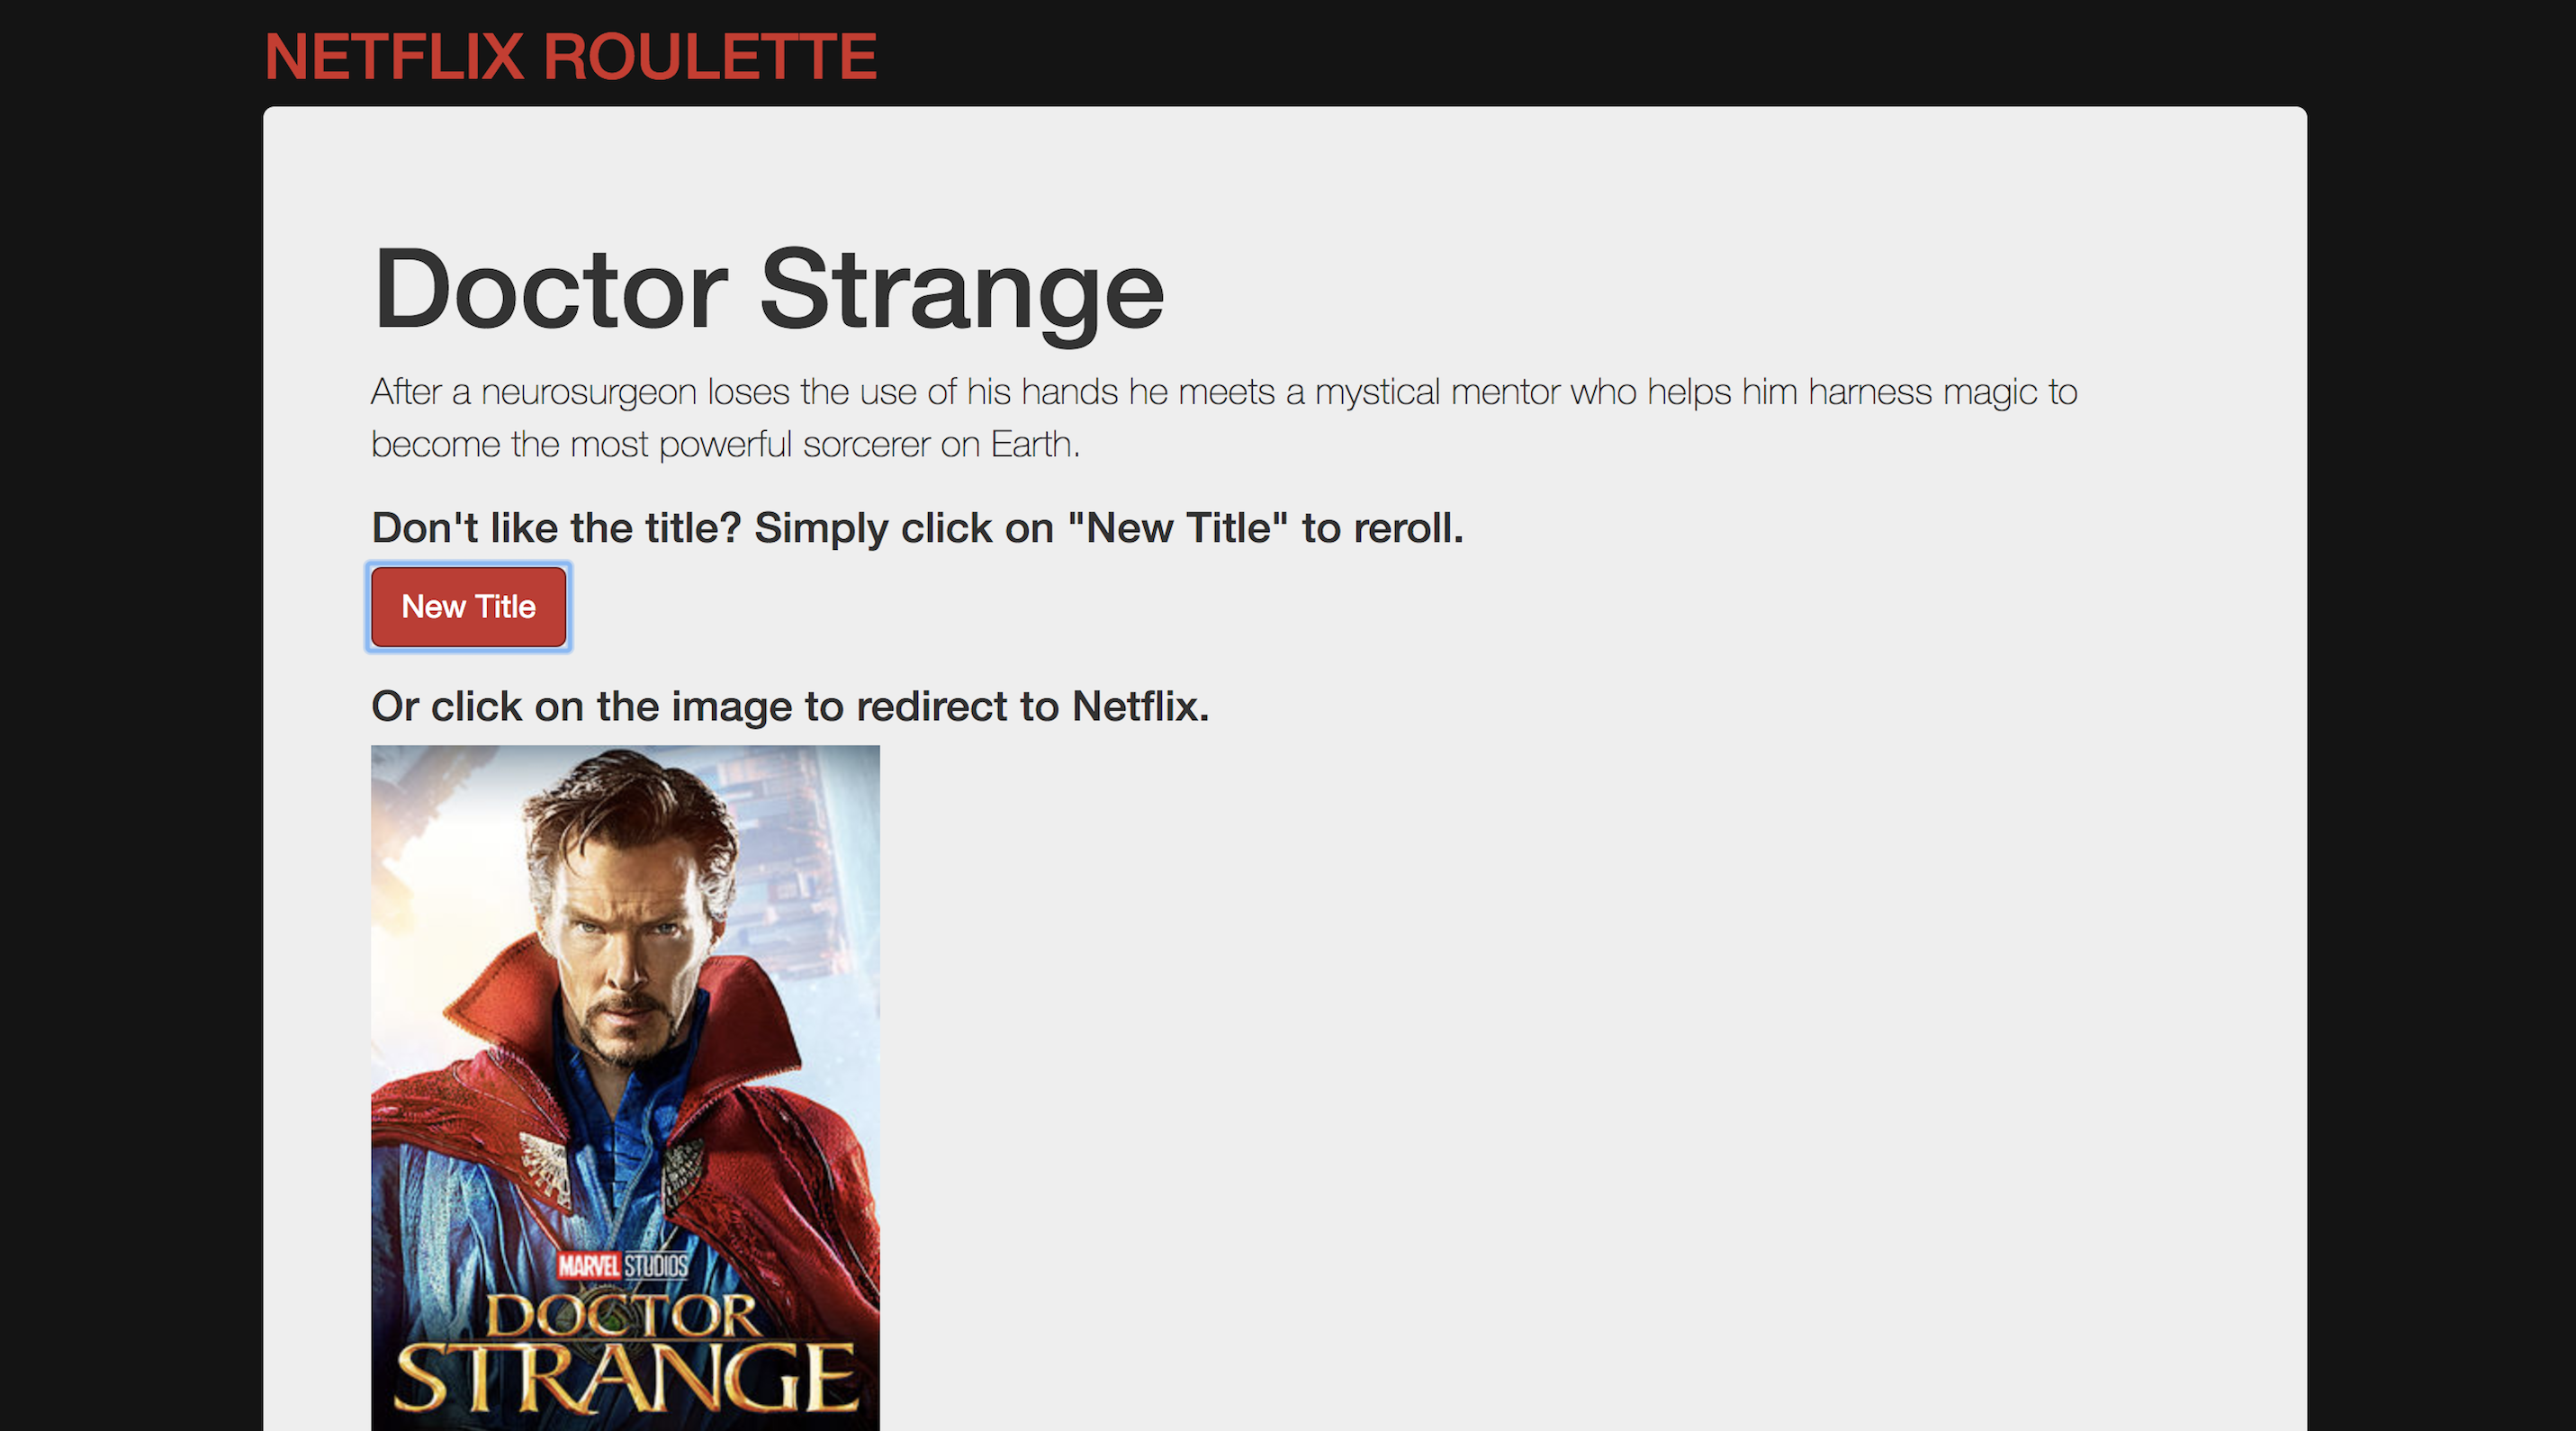 NETFLIX ROULETTE
Doctor Strange
After a neurosurgeon loses the use of his hands he meets a mystical mentor who helps him harness magic to
become the most powerful sorcerer on Earth.
Don't like the title? Simply click on "New Title" to reroll.
New Title
Or click on the image to redirect to Netflix.
MARVEL STUDIOS
DOCTOR
STRANGE